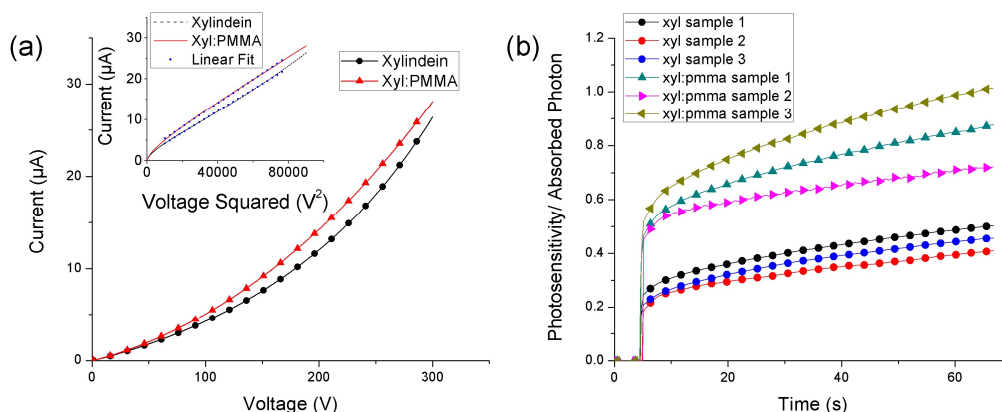 (a)
Xylindein
Xyl:PMMA
Linear Fit
Current (µA)
30
20
10
0
40000
80000
Voltage Squared (V²)
Xylindein
Xyl:PMMA
Current (µA)
30
20
10
0
0
100
200
300
Voltage (V)
(b)
xyl sample 1
xyl sample 2
xyl sample 3
xyl:pmma sample 1
xyl:pmma sample 2
xyl:pmma sample 3
Photosensitivity/ Absorbed Photon
1.2
1.0
0.8
0.6
0.4
0.2
0.0
0
20
40
60
Time (s)